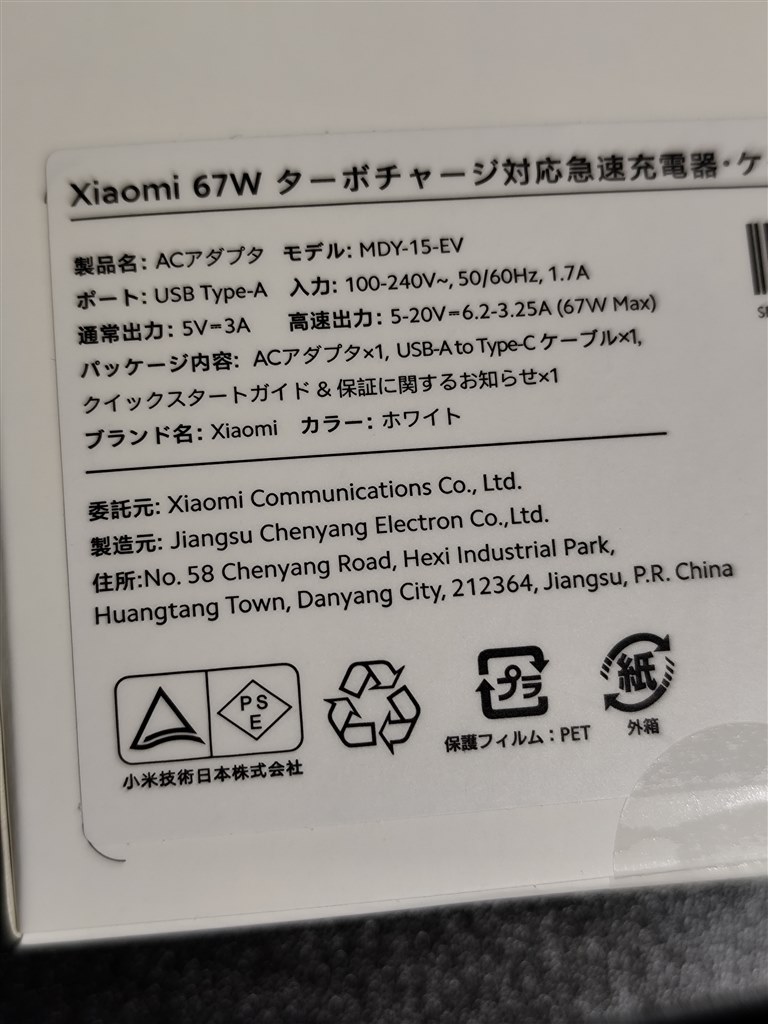 Xiaomi 67W ターボチャージ対応急速充電器・ケ
製品名: ACアダプタ モデル: MDY-15-EV
ポート: USB Type-A 入力: 100-240V~, 50/60Hz, 1.7A
通常出力: 5V=3A 高速出力: 5-20V=6.2-3.25A (67W Max)
パッケージ内容: ACアダプタ×1, USB-A to Type-C ケーブル×1,
クイックスタートガイド & 保証に関するお知らせ×1
ブランド名: Xiaomi カラー: ホワイト
委託元: Xiaomi Communications Co., Ltd.
製造元: Jiangsu Chenyang Electron Co.,Ltd.
住所:No. 58 Chenyang Road, Hexi Industrial Park,
Huangtang Town, Danyang City, 212364, Jiangsu, P.R. China
PS
E
プラ
紙
小米技術日本株式会社
保護フィルム：PET
外箱